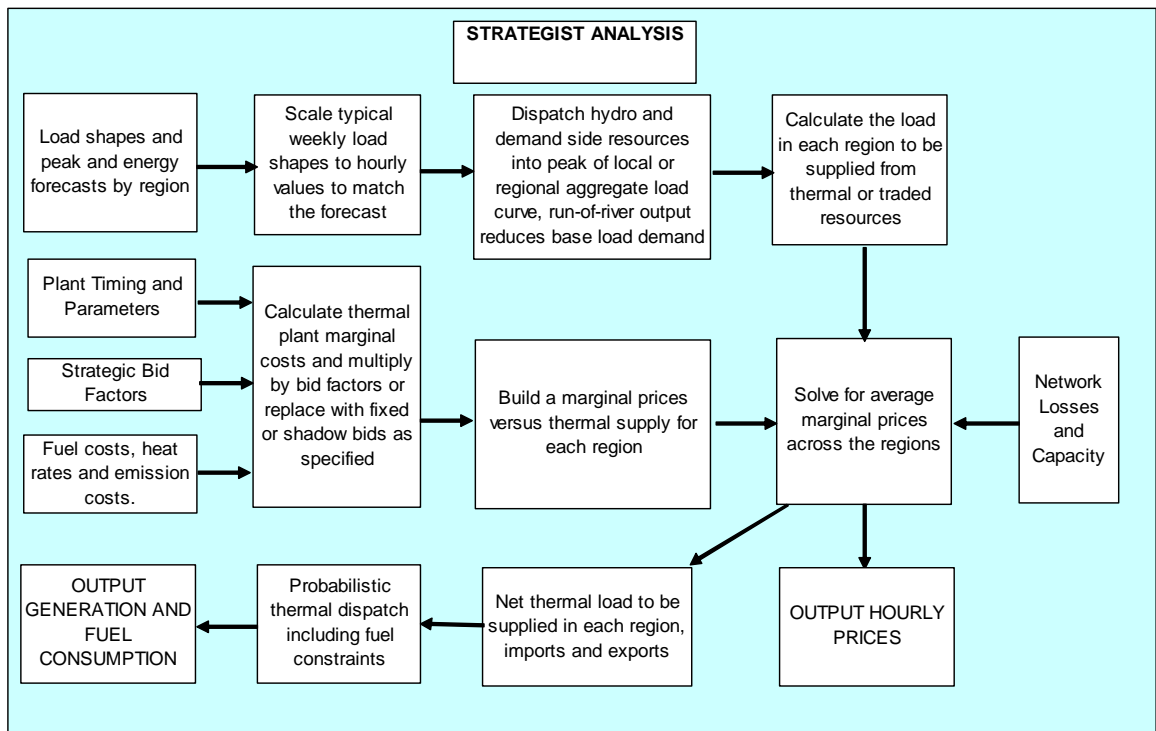 STRATEGIST ANALYSIS
Load shapes and
peak and energy
forecasts by region
Scale typical
weekly load
shapes to hourly
values to match
the forecast
Dispatch hydro and
demand side resources
into peak of local or
regional aggregate load
curve, run-of-river output
reduces base load demand
Calculate the load
in each region to be
supplied from
thermal or traded
resources
Plant Timing and
Parameters
Strategic Bid
Factors
Fuel costs, heat
rates and emission
costs.
Calculate thermal
plant marginal
costs and multiply
by bid factors or
replace with fixed
or shadow bids as
specified
Build a marginal prices
versus thermal supply for
each region
Solve for average
marginal prices
across the regions
Network
Losses
and
Capacity
OUTPUT
GENERATION AND
FUEL
CONSUMPTION
Probabilistic
thermal dispatch
including fuel
constraints
Net thermal load to be
supplied in each region,
imports and exports
OUTPUT HOURLY
PRICES